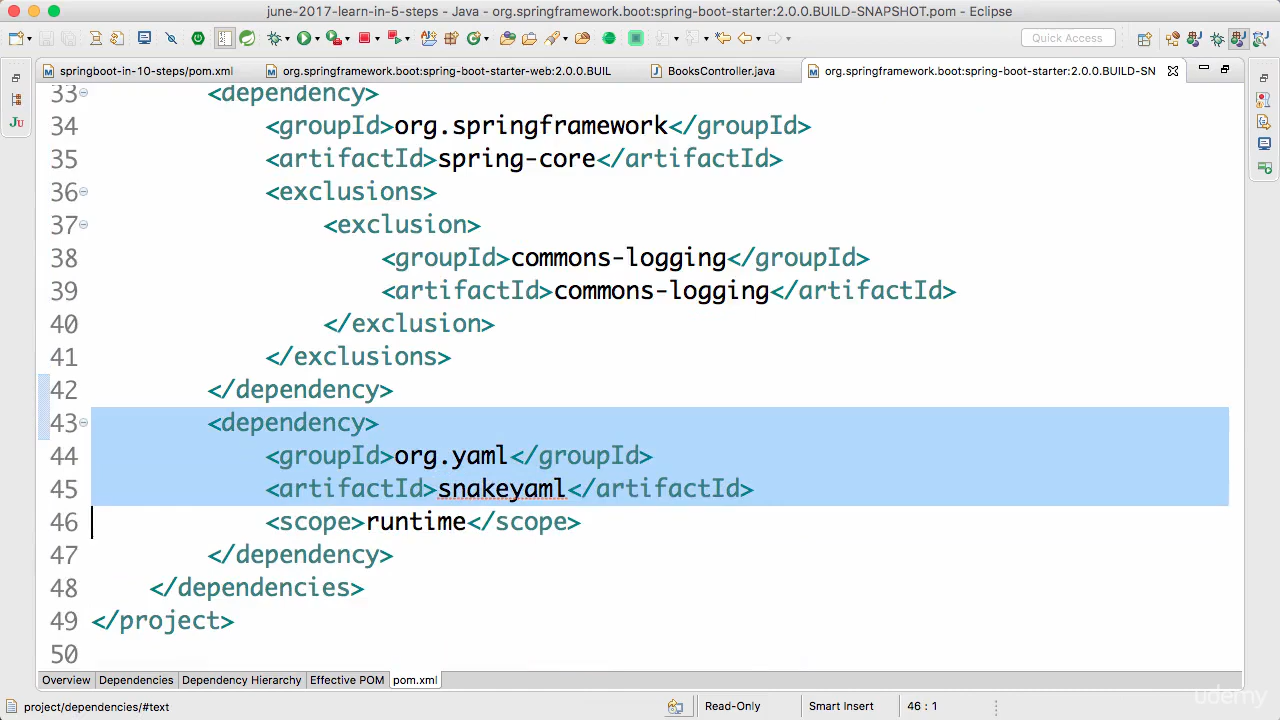 june-2017-learn-in-5-steps - Java - org.springframework.boot:spring-boot-starter:2.0.0.BUILD-SNAPSHOT.pom - Eclipse
Quick Access
springboot-in-10-steps/pom.xml org.springframework.boot:spring-boot-starter-web:2.0.0.BUIL BooksController.java org.springframework.boot:spring-boot-starter:2.0.0.BUILD-SN
33 <dependency>
34 <groupId>org.springframework</groupId>
35 <artifactId>spring-core</artifactId>
36 <exclusions>
37 <exclusion>
38 <groupId>commons-logging</groupId>
39 <artifactId>commons-logging</artifactId>
40 </exclusion>
41 </exclusions>
42 </dependency>
43 <dependency>
44 <groupId>org.yaml</groupId>
45 <artifactId>snakeyaml</artifactId>
46 <scope>runtime</scope>
47 </dependency>
48 </dependencies>
49 </project>
50
Overview Dependencies Dependency Hierarchy Effective POM pom.xml
project/dependencies/#text Read-Only Smart Insert 46 : 1
udemy